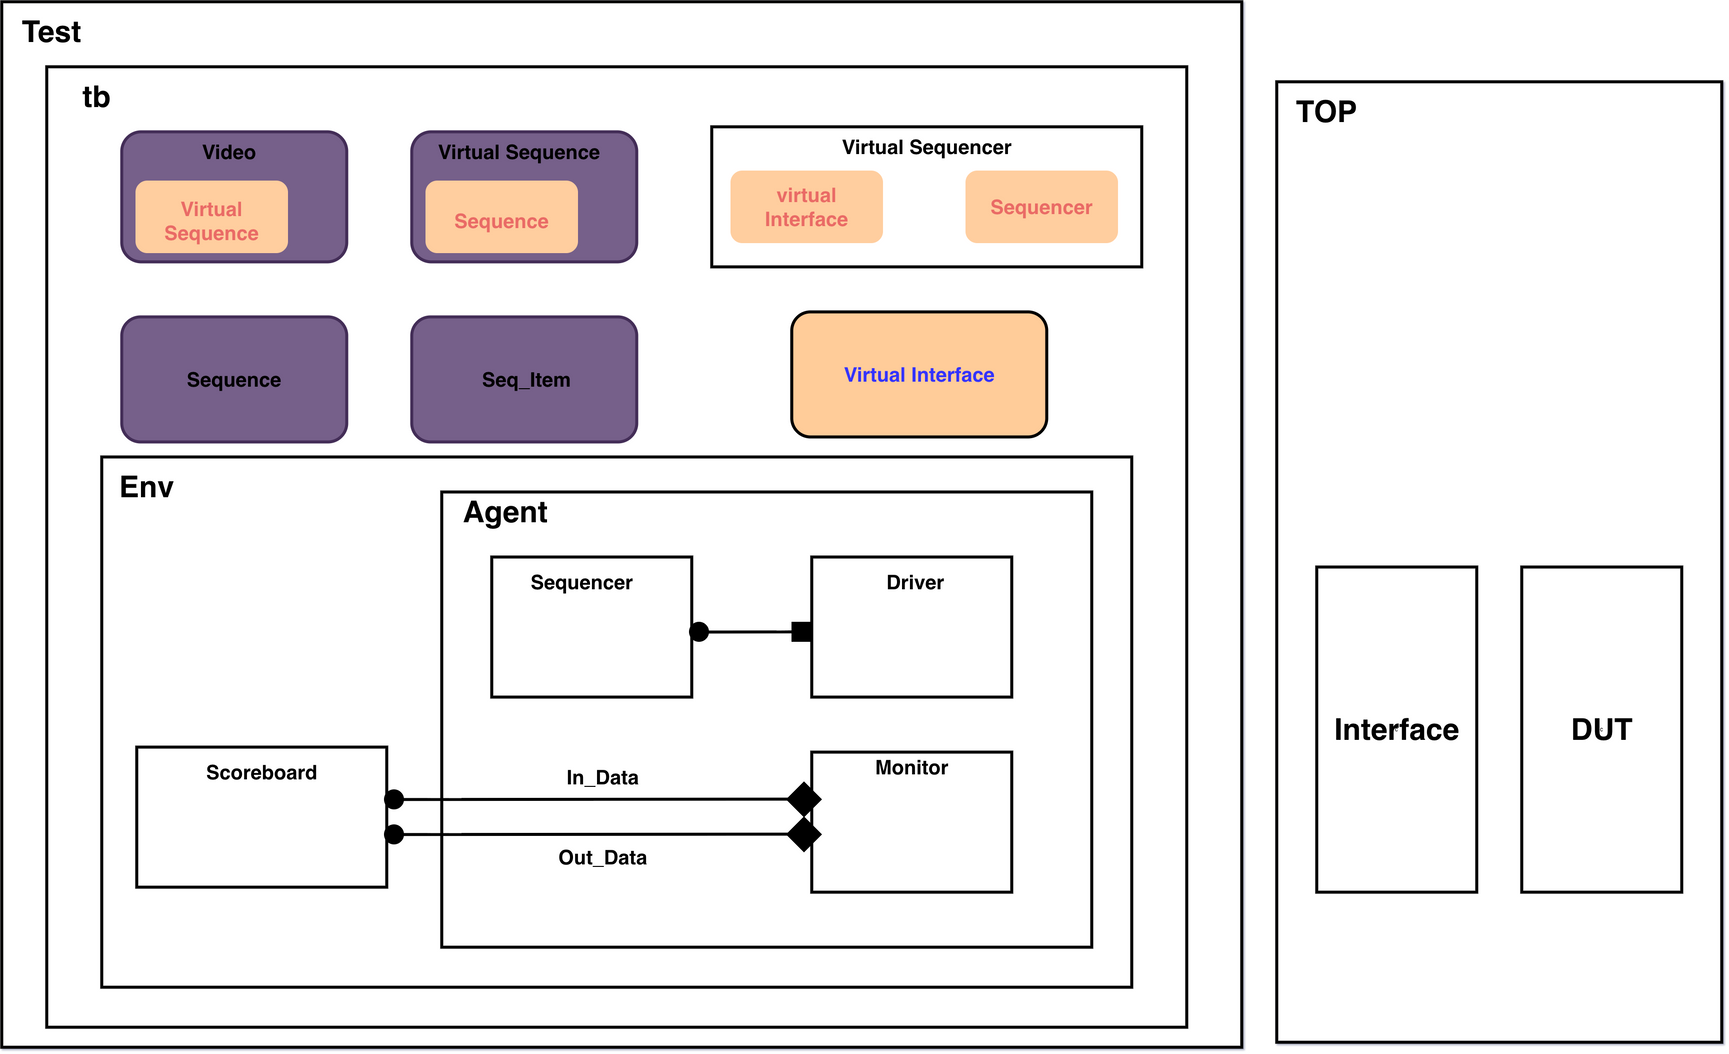 Test
tb
Video
Virtual
Sequence
Virtual Sequence
Sequence
Virtual Sequencer
virtual
Interface
Sequencer
Sequence
Seq_Item
Virtual Interface
Env
Agent
Sequencer
Driver
Scoreboard
In_Data
Out_Data
Monitor
TOP
Interface
DUT